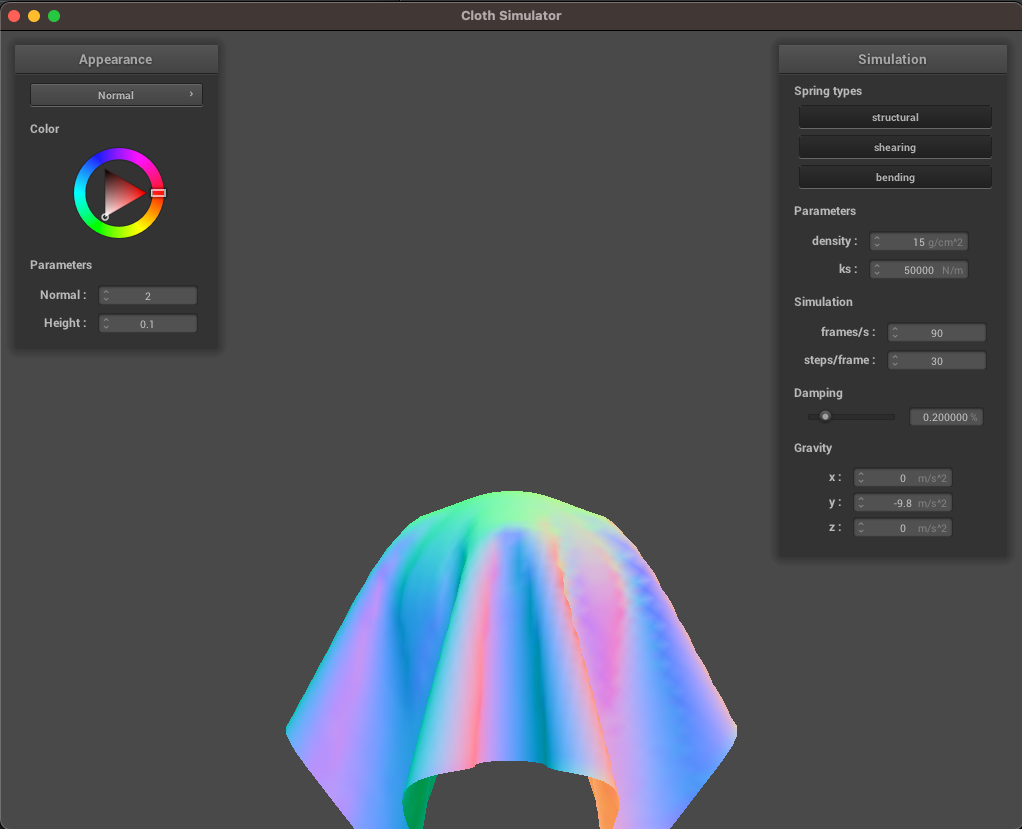 Cloth Simulator
Appearance
Normal
Color
Parameters
Normal : 2
Height : 0.1
Simulation
Spring types
structural
shearing
bending
Parameters
density : 15 g/cm^2
ks : 50000 N/m
Simulation
frames/s : 90
steps/frame : 30
Damping
0.200000 %
Gravity
x : 0 m/s^2
y : -9.8 m/s^2
z : 0 m/s^2